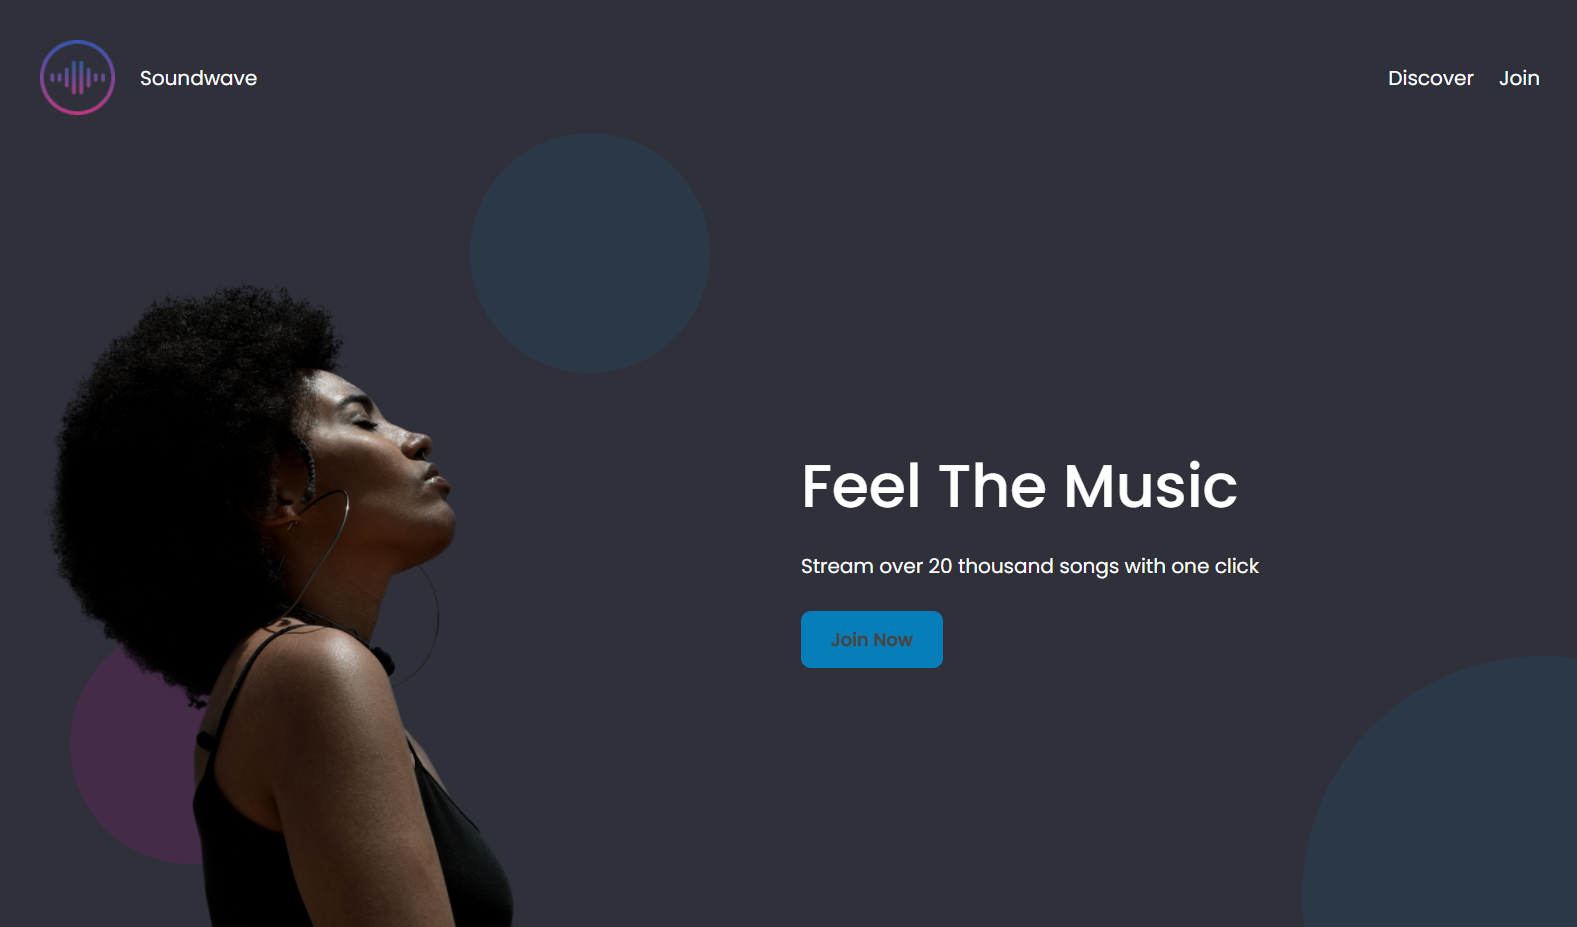 Soundwave
Discover
Join
Feel The Music
Stream over 20 thousand songs with one click
Join Now